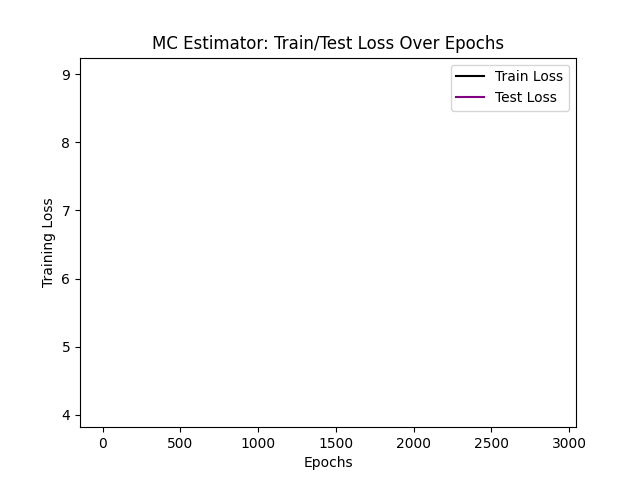 MC Estimator: Train/Test Loss Over Epochs
Train Loss
Test Loss
Training Loss
9
8
7
6
5
4
0 500 1000 1500 2000 2500 3000
Epochs